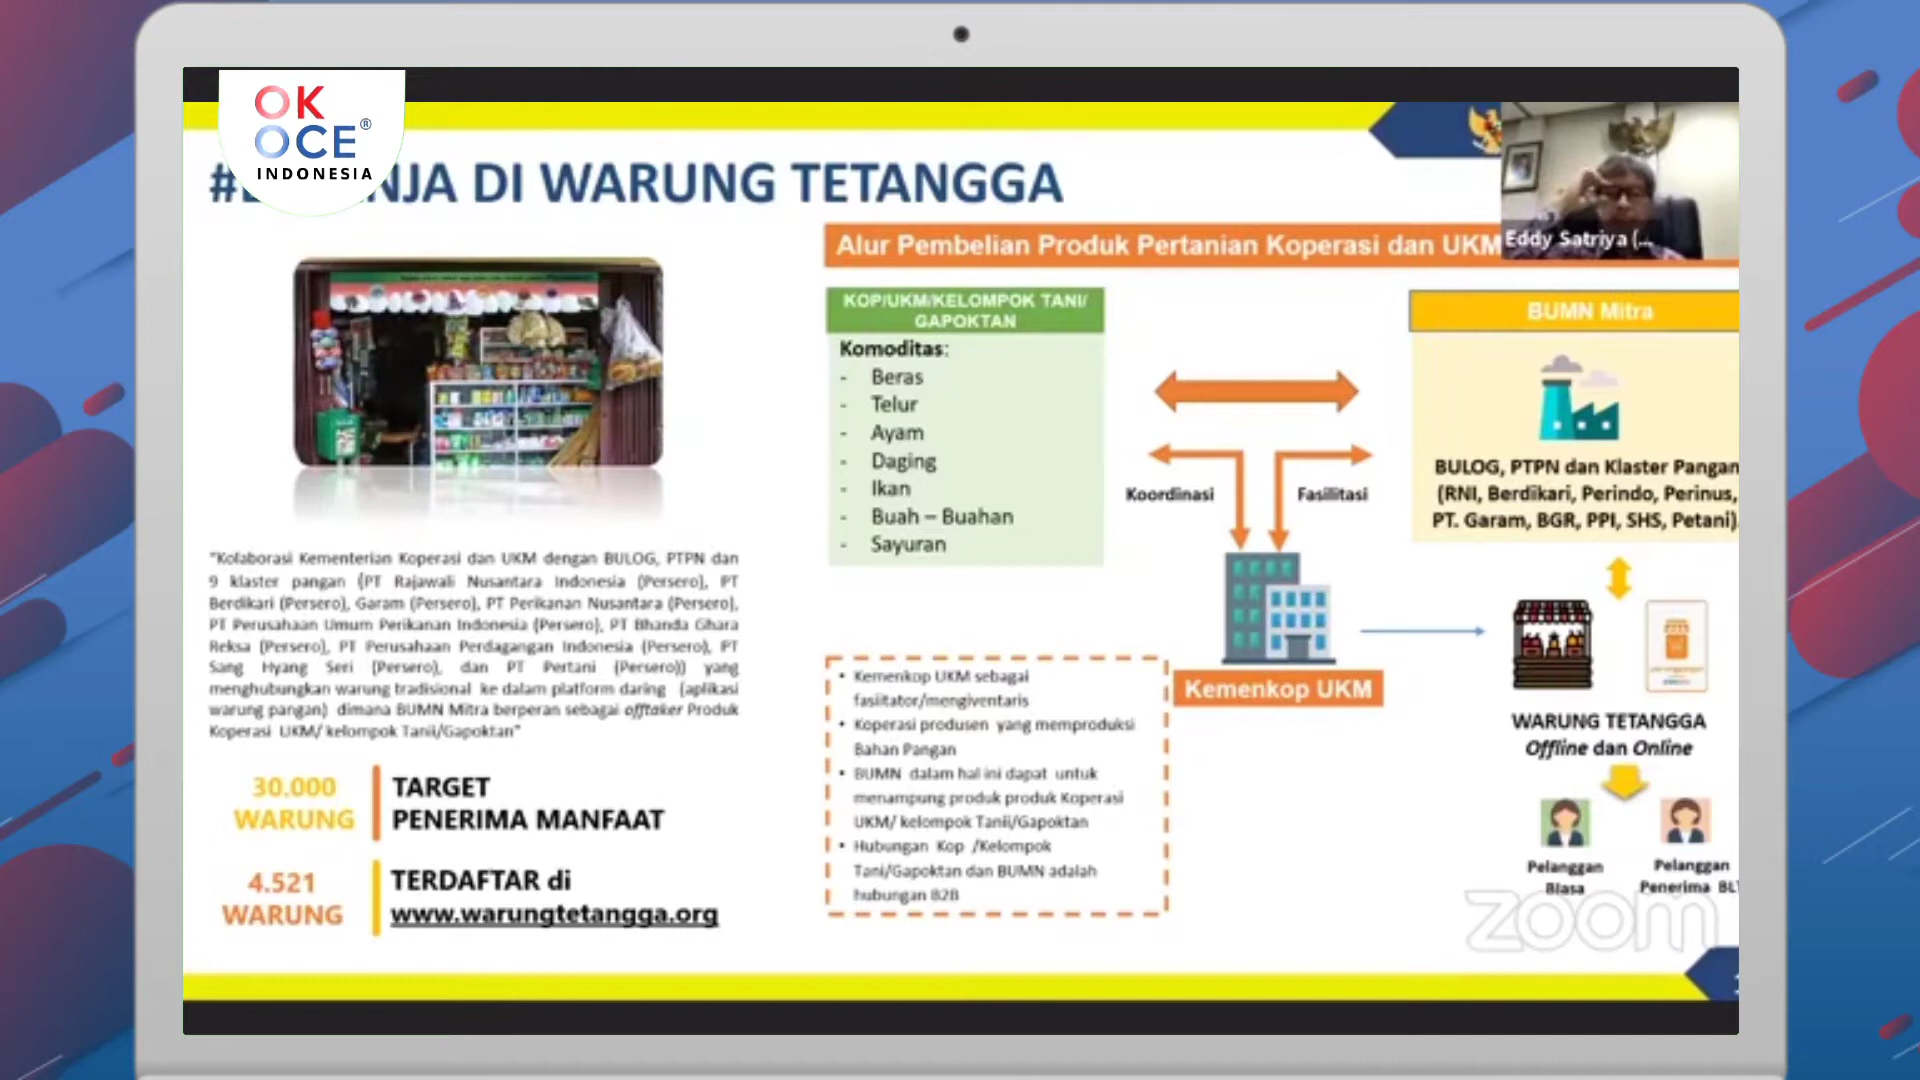 OK
OCE®
INDONESIA
# NJA DI WARUNG TETANGGA
Eddy Satriya (...
Alur Pembelian Produk Pertanian Koperasi dan UKM
KOP/UKM/KELOMPOK TANI/
GAPOKTAN
Komoditas:
- Beras
- Telur
- Ayam
- Daging
- Ikan
- Buah – Buahan
- Sayuran
BUMN Mitra
BULOG, PTPN dan Klaster Pangan
(RNI, Berdikari, Perindo, Perinus,
PT. Garam, BGR, PPI, SHS, Petani).
Koordinasi
Fasilitasi
Kemenkop UKM
WARUNG TETANGGA
Offline dan Online
Pelanggan
Biasa
Pelanggan
Penerima BL
"Kolaborasi Kementerian Koperasi dan UKM dengan BULOG, PTPN dan
9 klaster pangan (PT Rajawali Nusantara Indonesia (Persero), PT
Berdikari (Persero), Garam (Persero), PT Perikanan Nusantara (Persero),
PT Perusahaan Umum Perikanan Indonesia (Persero), PT Bhanda Ghara
Reksa (Persero), PT Perusahaan Perdagangan Indonesia (Persero), PT
Sang Hyang Seri (Persero), dan PT Pertani (Persero)) yang
menghubungkan warung tradisional ke dalam platform daring (aplikasi
warung pangan) dimana BUMN Mitra berperan sebagai offtaker Produk
Koperasi UKM/ kelompok Tanii/Gapoktan"
30.000
WARUNG
TARGET
PENERIMA MANFAAT
4.521
WARUNG
TERDAFTAR di
www.warungtetangga.org
• Kemenkop UKM sebagai
fasiitator/mengiventaris
• Koperasi produsen yang memproduksi
Bahan Pangan
• BUMN dalam hal ini dapat untuk
menampung produk produk Koperasi
UKM/ kelompok Tanii/Gapoktan
• Hubungan Kop /Kelompok
Tani/Gapoktan dan BUMN adalah
hubungan B2B
zoom